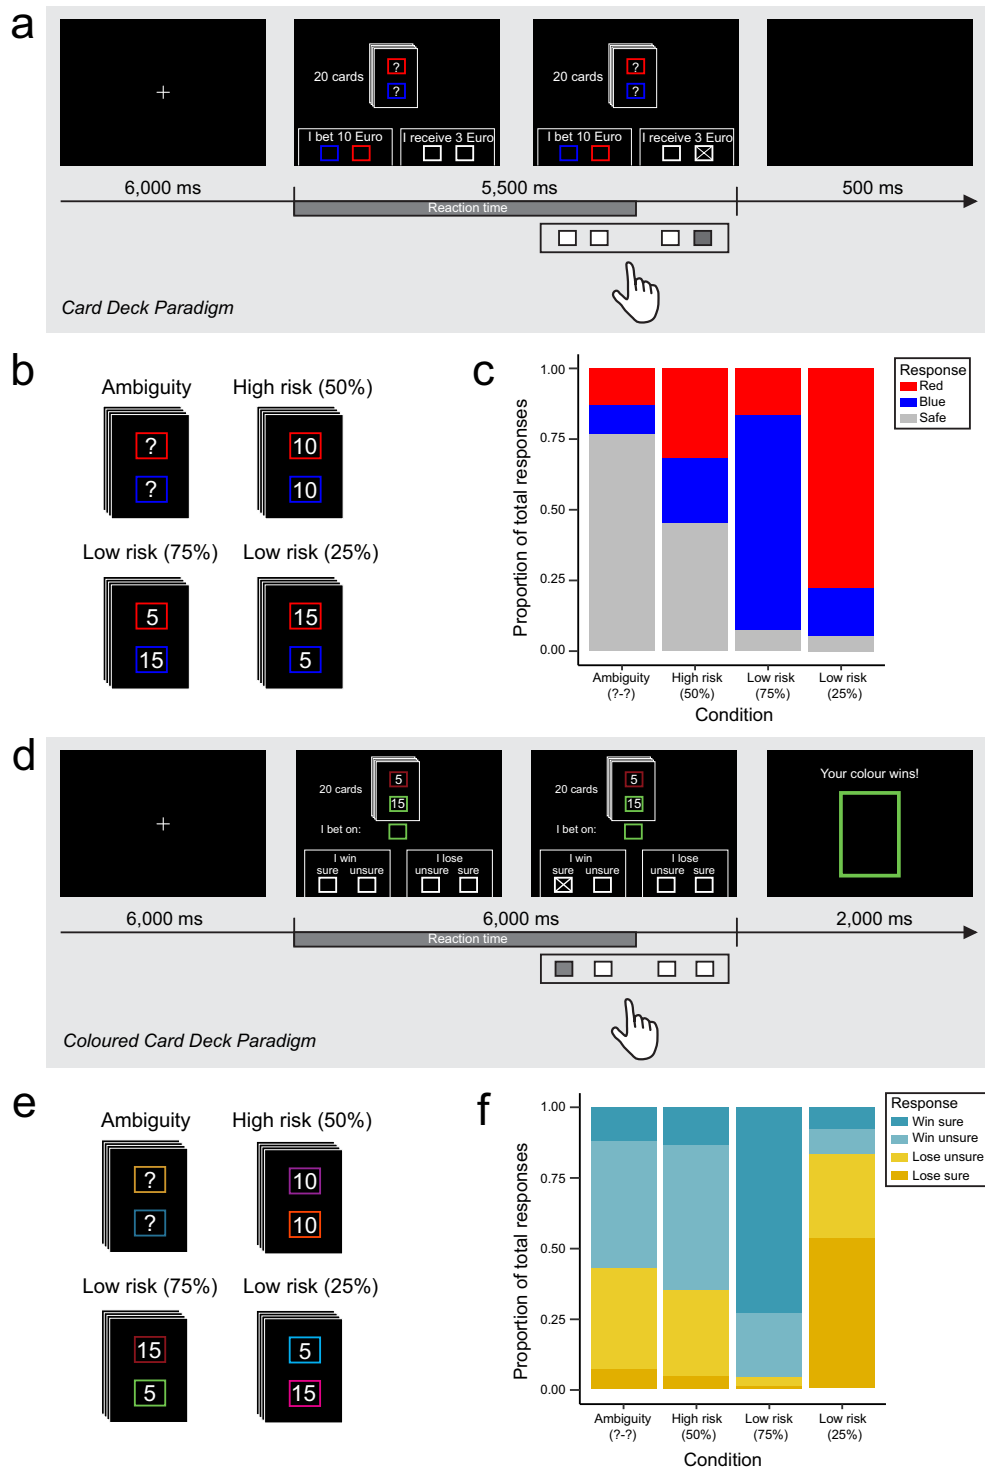 a
20 cards
?
?
I bet 10 Euro
I receive 3 Euro
20 cards
?
?
I bet 10 Euro
I receive 3 Euro
6,000 ms
5,500 ms
500 ms
Reaction time
Card Deck Paradigm
b
Ambiguity
High risk (50%)
?
?
10
10
Low risk (75%)
Low risk (25%)
5
15
15
5
c
Proportion of total responses
1.00
0.75
0.50
0.25
0.00
Ambiguity
(?-?)
High risk
(50%)
Low risk
(75%)
Low risk
(25%)
Condition
Response
Red
Blue
Safe
d
20 cards
5
15
I bet on:
I win
sure unsure
I lose
unsure sure
20 cards
5
15
I bet on:
I win
sure unsure
I lose
unsure sure
Your colour wins!
6,000 ms
6,000 ms
2,000 ms
Reaction time
Coloured Card Deck Paradigm
e
Ambiguity
High risk (50%)
?
?
10
10
Low risk (75%)
Low risk (25%)
15
5
5
15
f
Proportion of total responses
1.00
0.75
0.50
0.25
0.00
Ambiguity
(?-?)
High risk
(50%)
Low risk
(75%)
Low risk
(25%)
Condition
Response
Win sure
Win unsure
Lose unsure
Lose sure